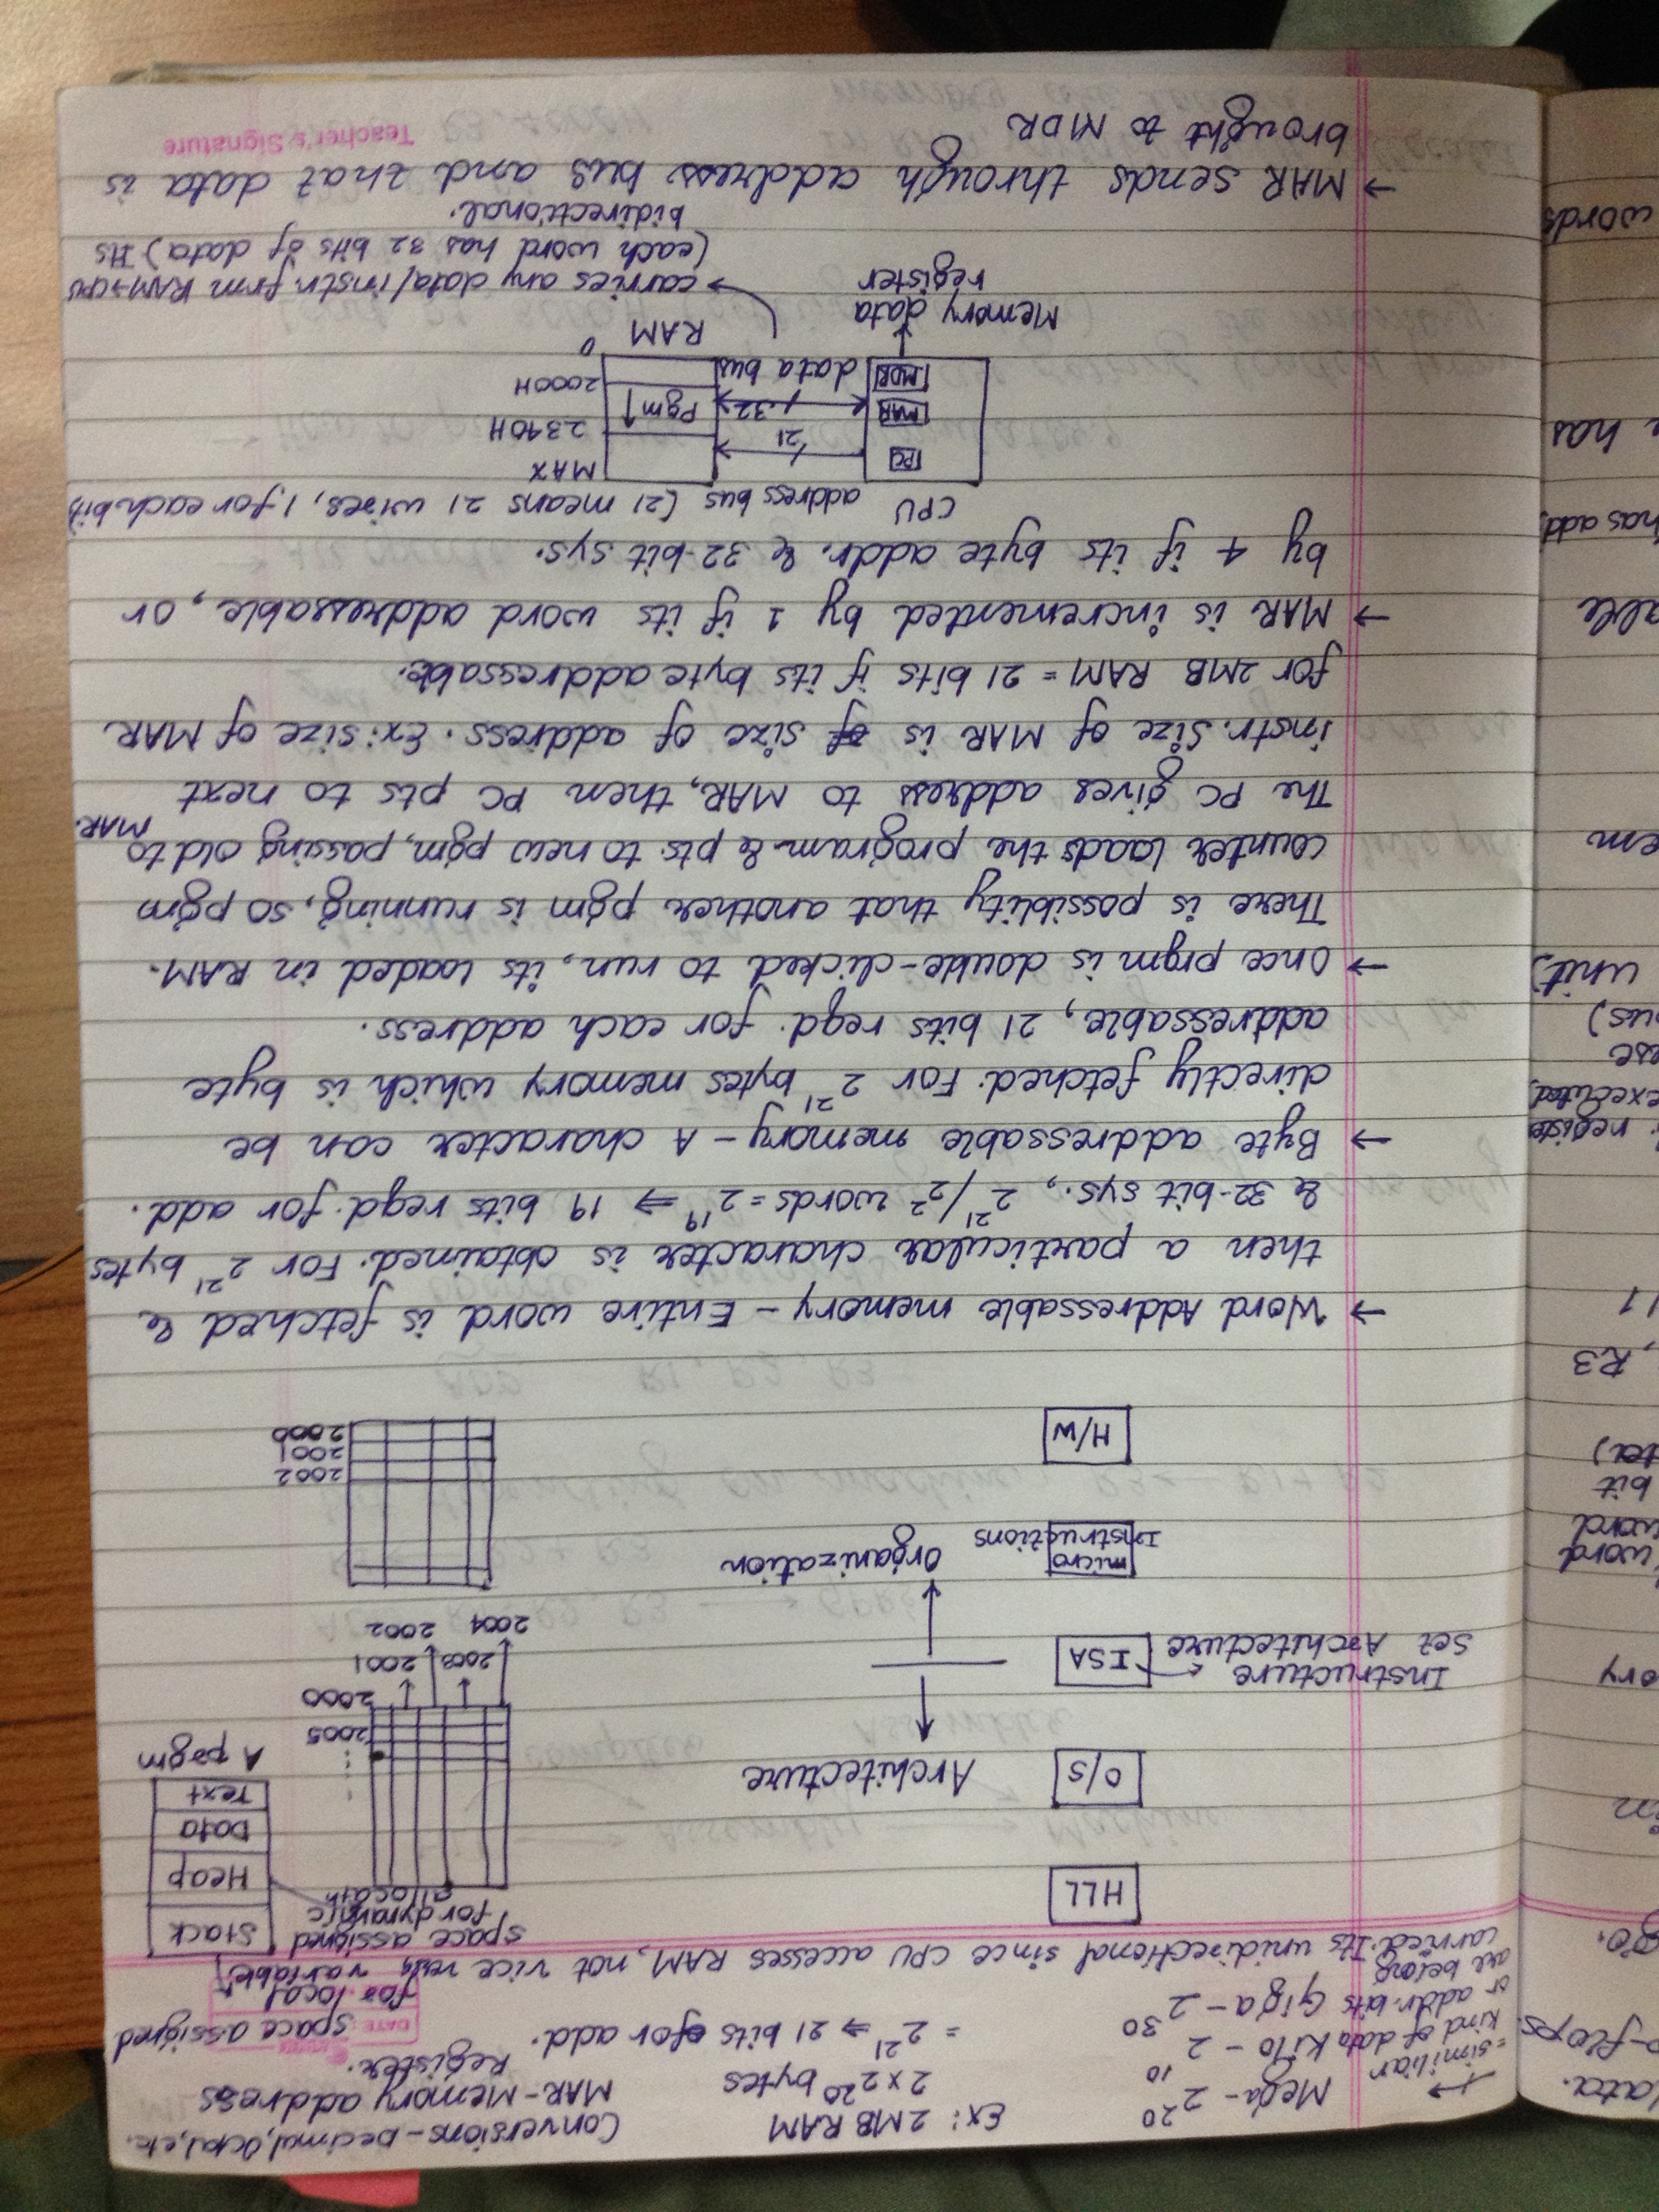 data.
flops.
go.
in
ory
word
word
bit
, R3
register
executed,
us)
unit)
em
able
has add.
has
words
= similiar
kind of data
or addr. bits
are beiong
carried.
Mega - 2^20
Kilo - 2^10
Giga - 2^30
Ex: 2MB RAM
2 x 2^20 bytes
= 2^21 ⇒ 21 bits for add.
Conversions - Decimal, Octal, etc.
MAR - Memory address
Register.
DATE
space assigned
for local
variable
Its unidirectional since CPU accesses RAM, not vice versa
space assigned
for dynamic
allocatn
Stack
Heap
Data
Text
A prgm
HLL
O/S
Architecture
2005
2000
2003 2001
2004 2002
Instructure
Set Architecture
ISA
micro
Instructions
Organization
H/W
2002
2001
2000
→ Word Addressable memory - Entire word is fetched &
then a particular character is obtained. For 2^21 bytes
& 32-bit sys., 2^21/2^2 words = 2^19 ⇒ 19 bits reqd. for add.
→ Byte addressable memory - A character can be
directly fetched. For 2^21 bytes memory which is byte
addressable, 21 bits reqd. for each address.
→ Once prgm is double-clicked to run, its loaded in RAM.
There is possiblity that another pgm is running, so pgm
counter loads the program & pts. to new pgm, passing old to
MAR.
The PC gives address to MAR, then PC pts to next
instr. Size of MAR is of size of address. Ex: size of MAR
for 2MB RAM = 21 bits if its byte addressable.
→ MAR is incremented by 1 if its word addressable, or
by 4 if its byte addr. & 32-bit sys.
CPU address bus (21 means 21 wires, 1 for each bit)
PC
21
MAX
2340H
MAR
32
Pgm ↑
2000H
MDR
data bus
0
RAM
Memory data
register
carries any data/instr. frm RAM→CPU
(each word has 32 bits of data) Its
bidirectional.
→ MAR sends through address bus and that data is
brought to MDR
Teacher's Signature